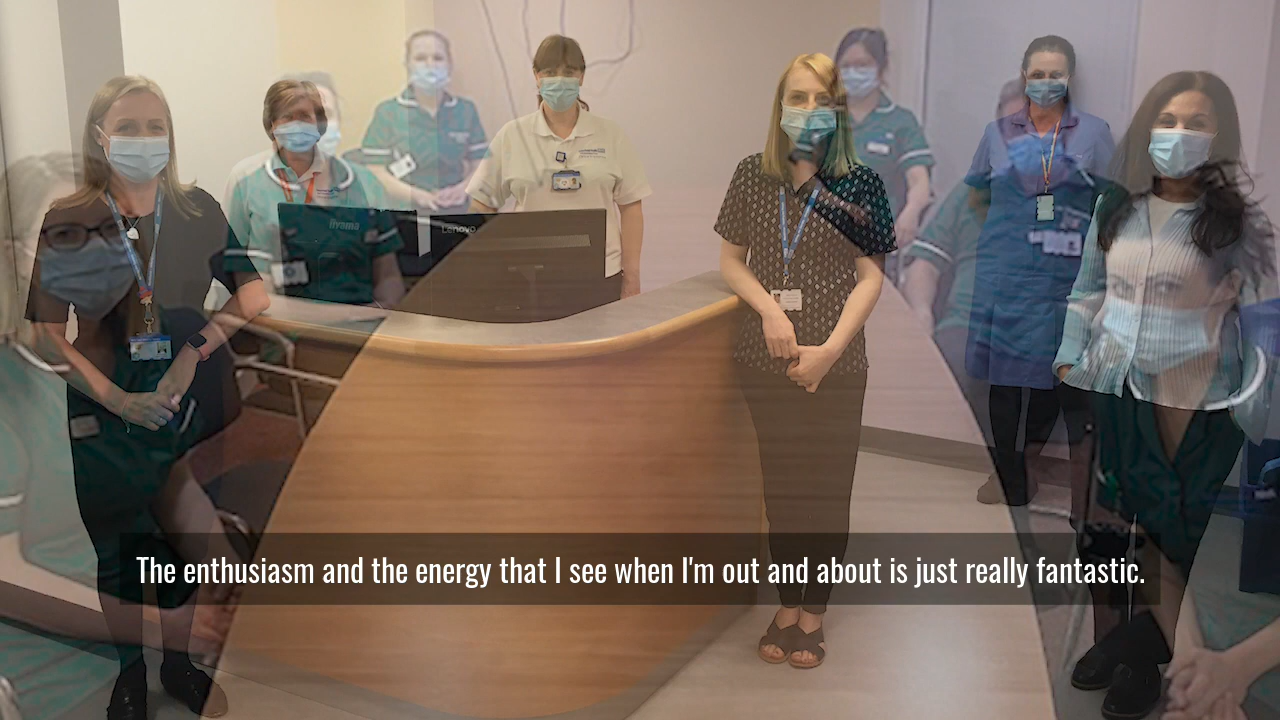 iiyama
Lenovo
The enthusiasm and the energy that I see when I'm out and about is just really fantastic.